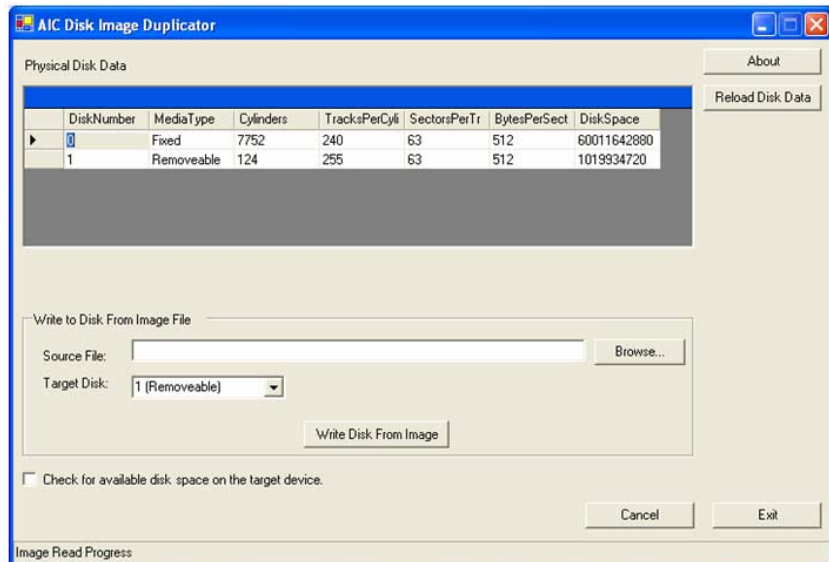 AIC Disk Image Duplicator
Physical Disk Data
About
Reload Disk Data
DiskNumber MediaType Cylinders TracksPerCyli SectorsPerTr BytesPerSect DiskSpace
0 Fixed 7752 240 63 512 60011642880
1 Removeable 124 255 63 512 1019934720
Write to Disk From Image File
Source File: Browse...
Target Disk: 1 (Removeable)
Write Disk From Image
Check for available disk space on the target device.
Cancel Exit
Image Read Progress